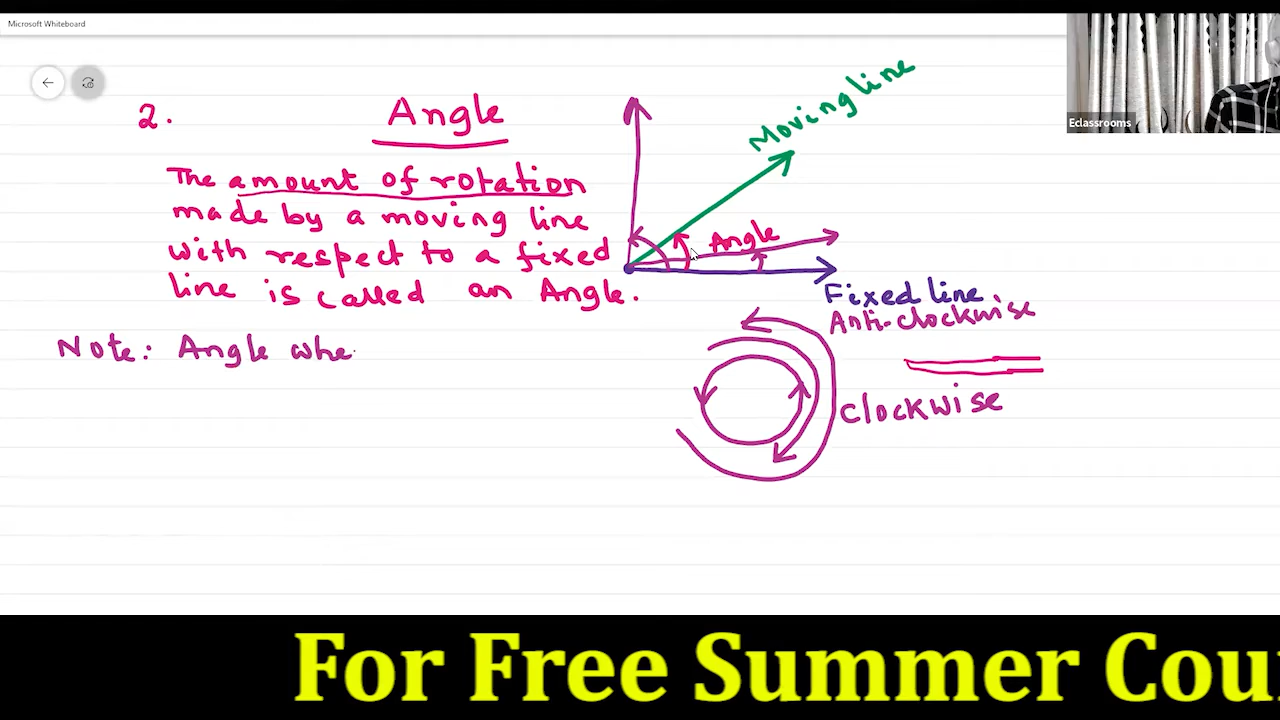 Microsoft Whiteboard
Eclassrooms
2. Angle
Moving line
The amount of rotation
made by a moving line
with respect to a fixed
line is called an Angle.
Angle
Fixed line
Anti-clockwise
Note: Angle whe
Clockwise
For Free Summer Cou